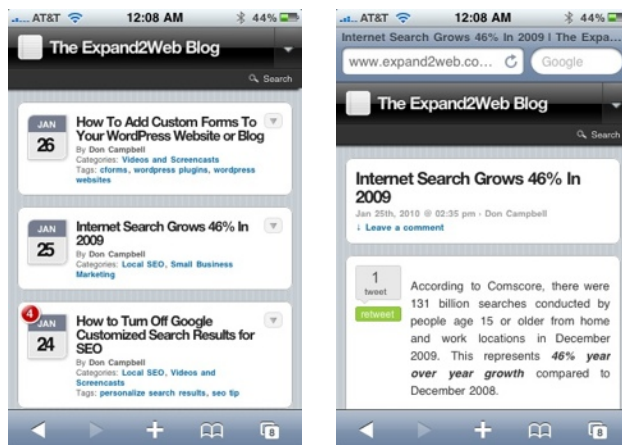 AT&T 12:08 AM 44%
The Expand2Web Blog
Search
JAN
26
How To Add Custom Forms To
Your WordPress Website or Blog
By Don Campbell
Categories: Videos and Screencasts
Tags: cforms, wordpress plugins, wordpress
websites
JAN
25
Internet Search Grows 46% In
2009
By Don Campbell
Categories: Local SEO, Small Business
Marketing
4
JAN
24
How to Turn Off Google
Customized Search Results for
SEO
By Don Campbell
Categories: Local SEO, Videos and
Screencasts
Tags: personalize search results, seo tip
8
AT&T 12:08 AM 44%
Internet Search Grows 46% In 2009 | The Expa...
www.expand2web.co... Google
The Expand2Web Blog
Search
Internet Search Grows 46% In
2009
Jan 25th, 2010 @ 02:35 pm · Don Campbell
↓ Leave a comment
1
tweet
retweet
According to Comscore, there were
131 billion searches conducted by
people age 15 or older from home
and work locations in December
2009. This represents 46% year
over year growth compared to
December 2008.
8